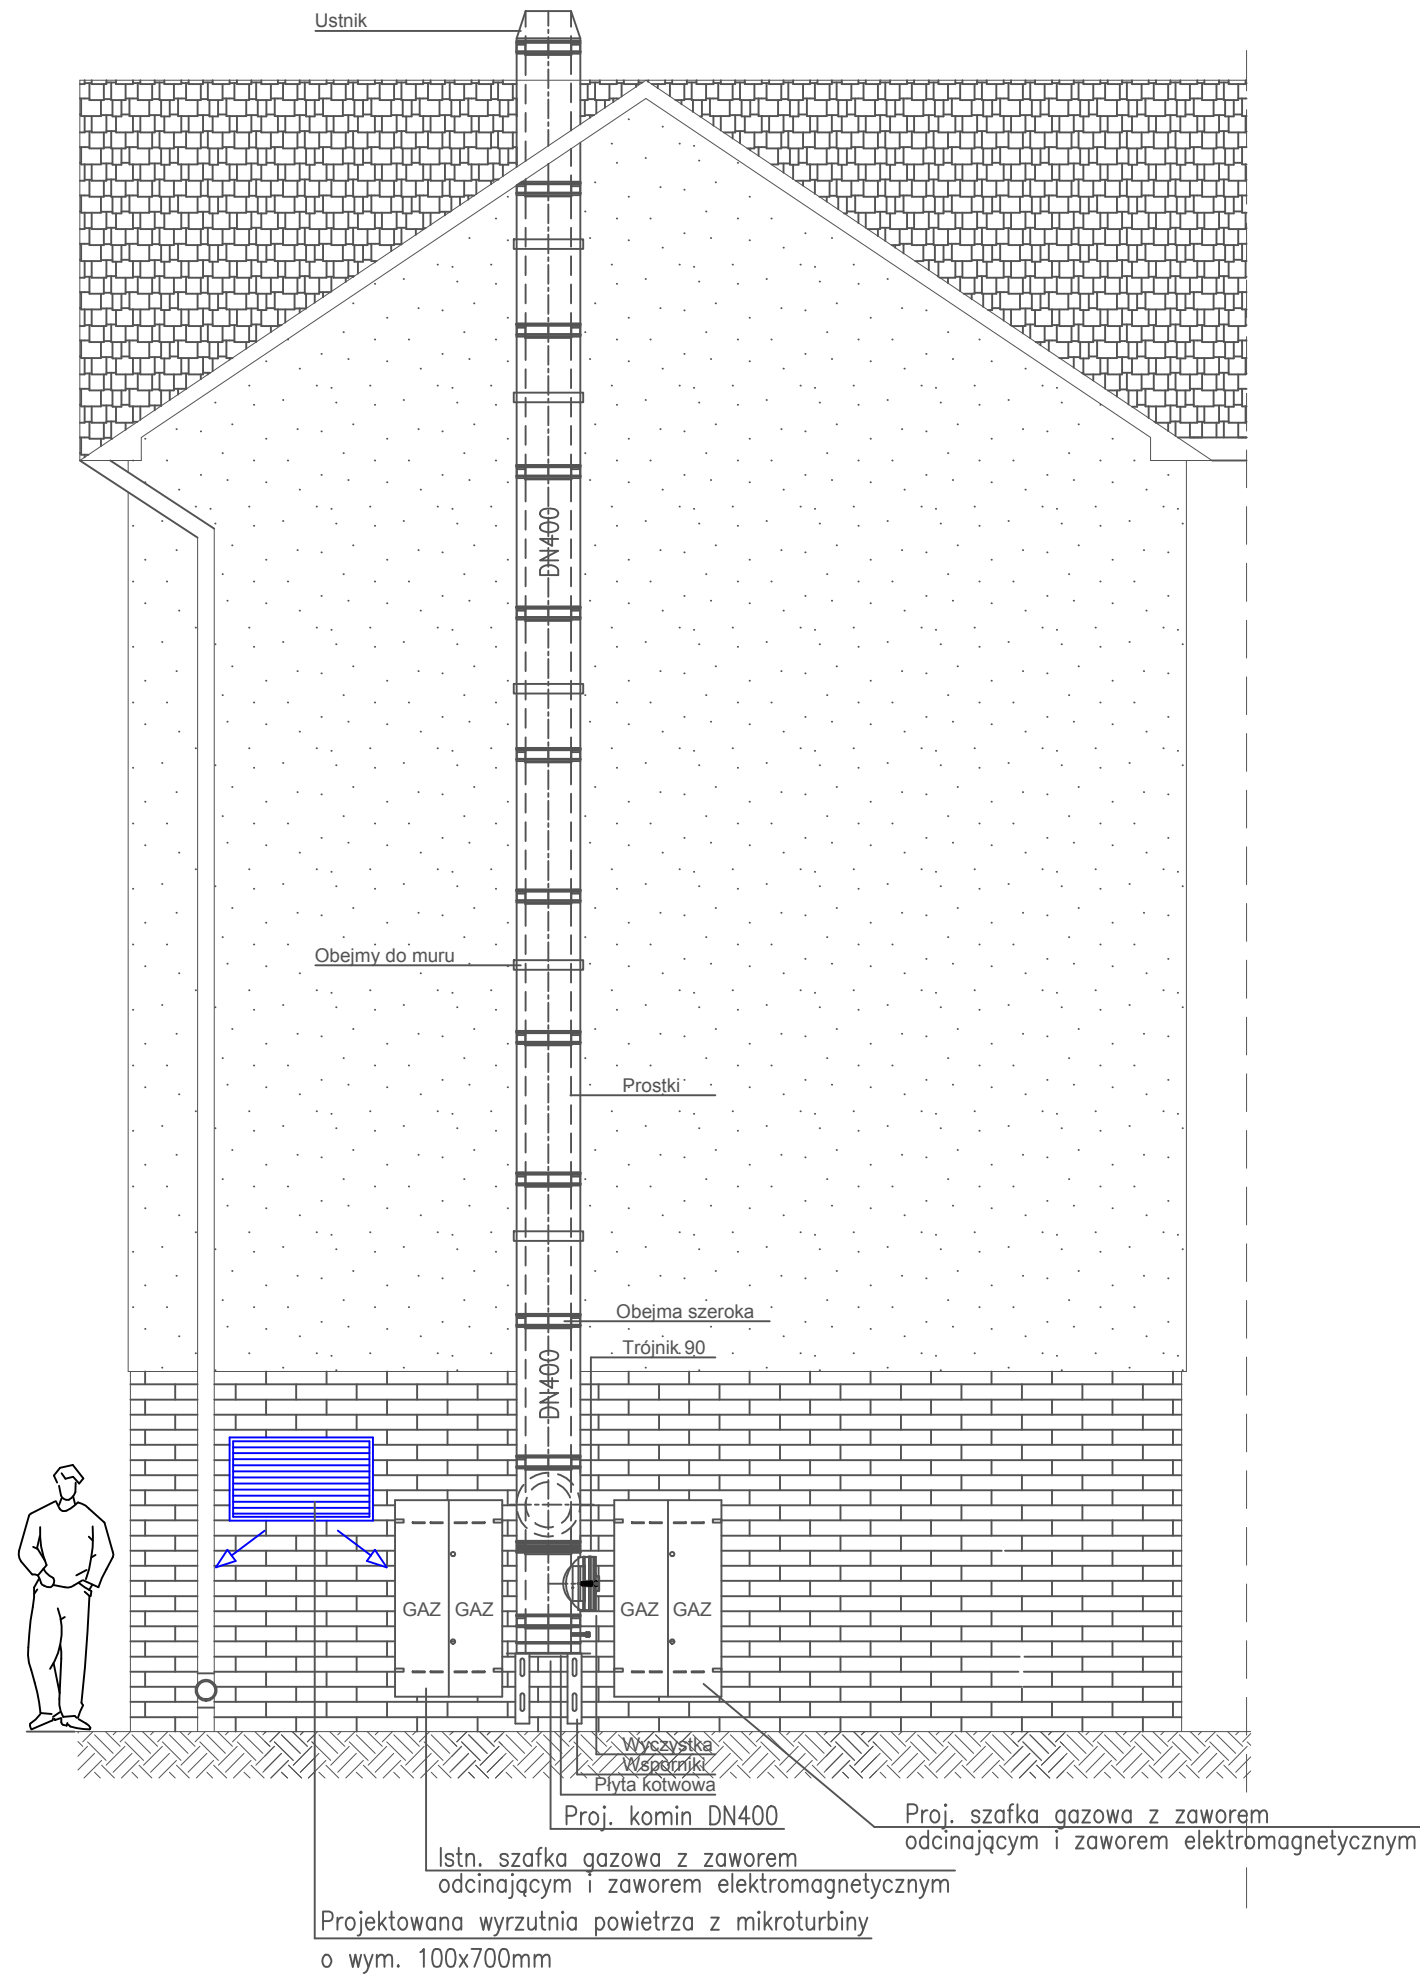 Ustnik
DN400
Obejmy do muru
Prostki
Obejma szeroka
Trójnik 90
DN400
GAZ GAZ
GAZ GAZ
Wyczystka
Wsporniki
Płyta kotwowa
Proj. komin DN400
Proj. szafka gazowa z zaworem
odcinającym i zaworem elektromagnetycznym
Istn. szafka gazowa z zaworem
odcinającym i zaworem elektromagnetycznym
Projektowana wyrzutnia powietrza z mikroturbiny
o wym. 100x700mm